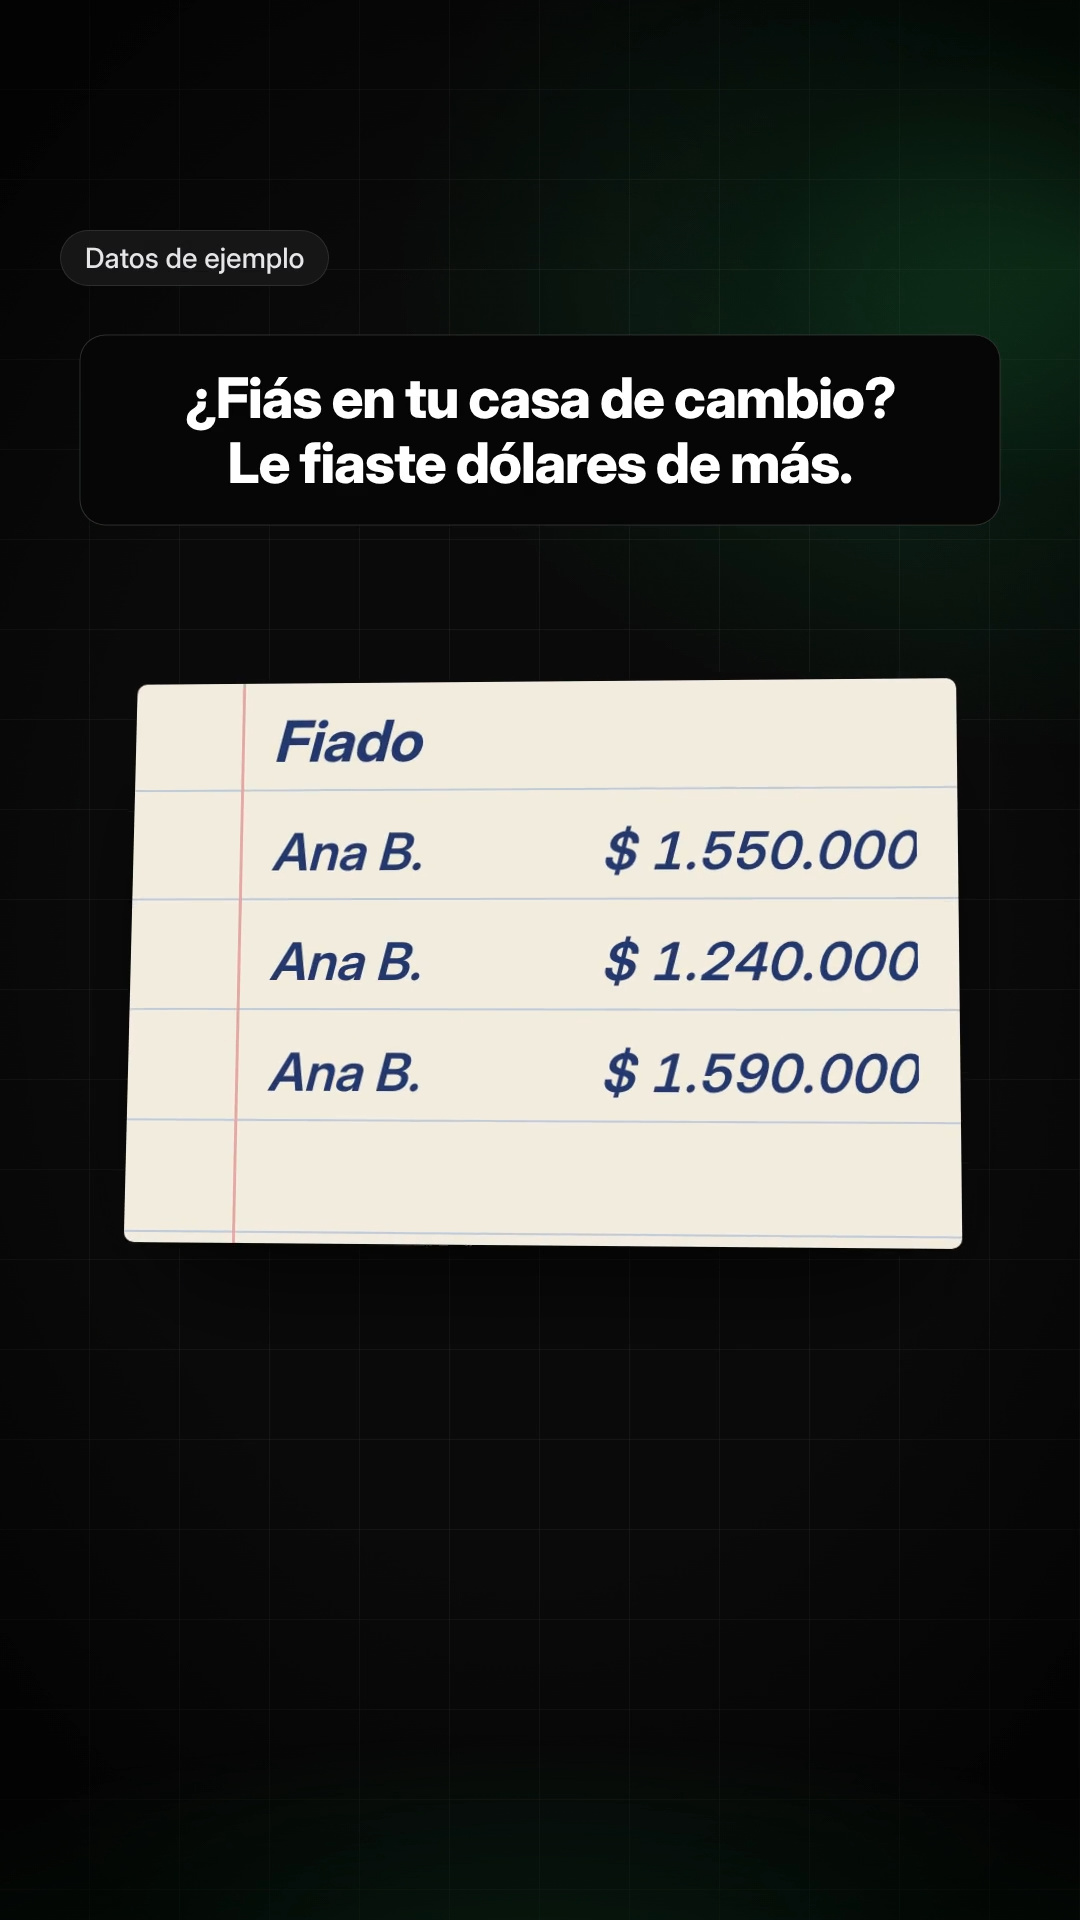 Datos de ejemplo
¿Fiás en tu casa de cambio?
Le fiaste dólares de más.
Fiado
Ana B. $ 1.550.000
Ana B. $ 1.240.000
Ana B. $ 1.590.000